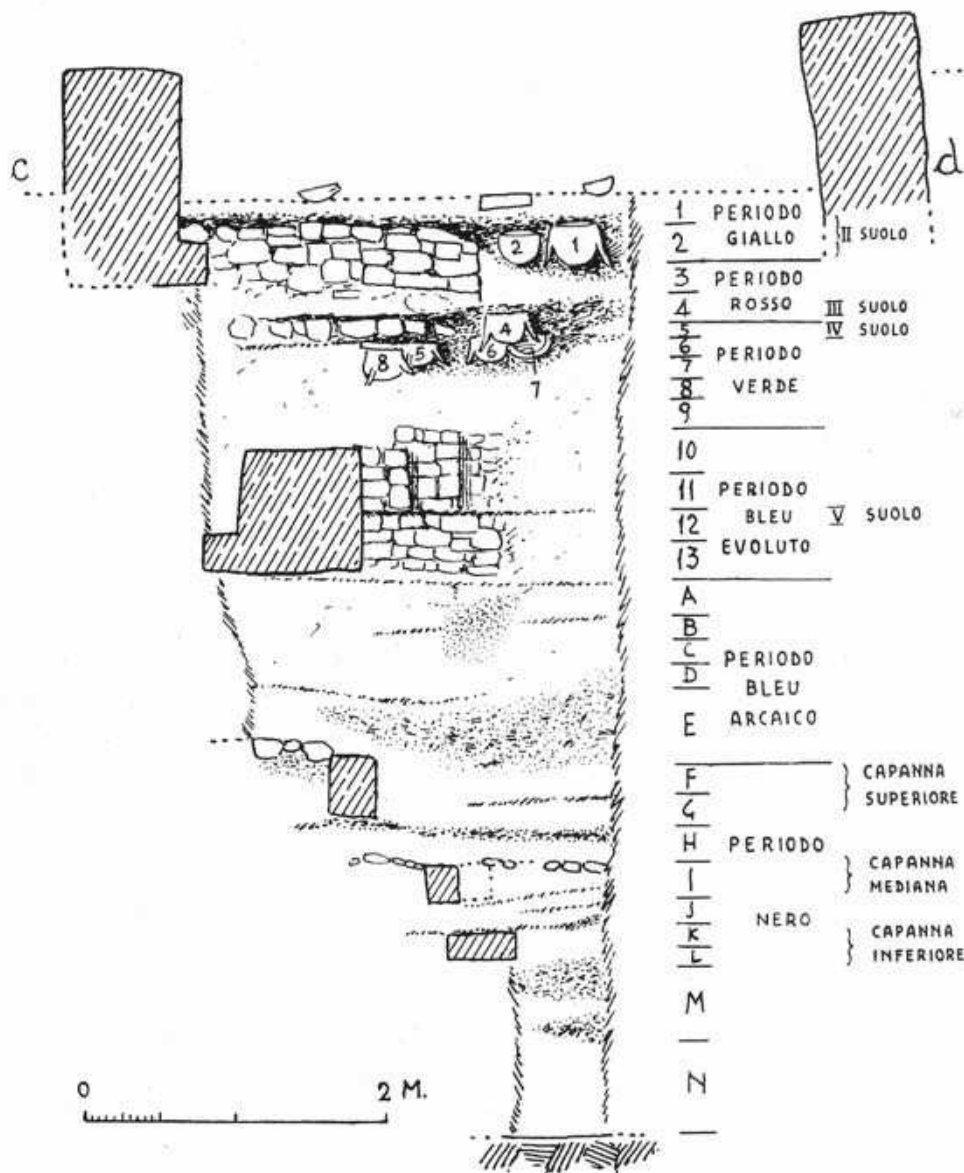 c
d
1 PERIODO
2 GIALLO
II SUOLO
2 1
3 PERIODO
4 ROSSO
III SUOLO
5
IV SUOLO
4
6
8 5 6
7 PERIODO
7
8 VERDE
9
10
11 PERIODO
BLEU
12
V SUOLO
13 EVOLUTO
A
B
C
D PERIODO
BLEU
E ARCAICO
F CAPANNA
SUPERIORE
G
H PERIODO
I CAPANNA
MEDIANA
J
NERO
K CAPANNA
L INFERIORE
M
N
0 2 M.